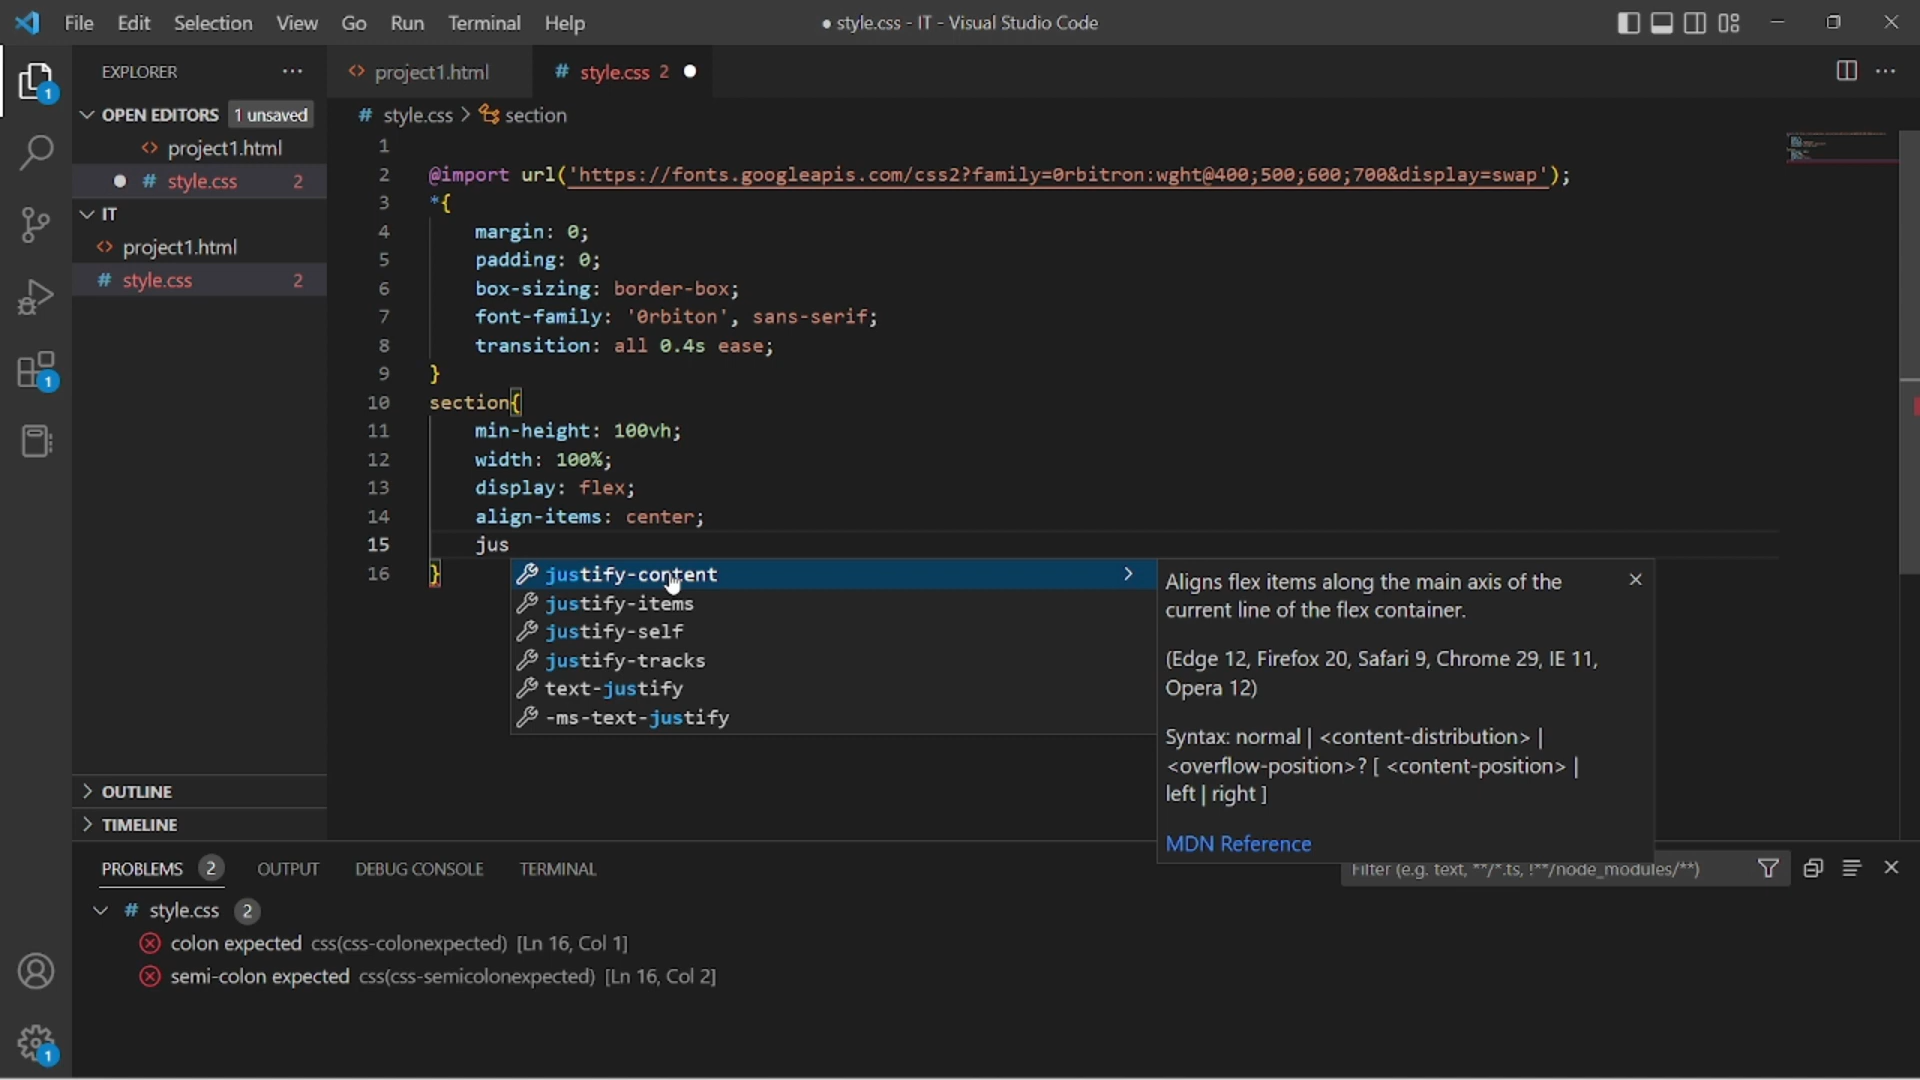 File Edit Selection View Go Run Terminal Help ● style.css - IT - Visual Studio Code
EXPLORER ··· <> project1.html # style.css 2 ●
OPEN EDITORS 1 unsaved # style.css > section
<> project1.html
● # style.css 2
IT
<> project1.html
# style.css 2
1
2 @import url('https://fonts.googleapis.com/css2?family=0rbitron:wght@400;500;600;700&display=swap');
3 *{
4 margin: 0;
5 padding: 0;
6 box-sizing: border-box;
7 font-family: '0rbiton', sans-serif;
8 transition: all 0.4s ease;
9 }
10 section{
11 min-height: 100vh;
12 width: 100%;
13 display: flex;
14 align-items: center;
15 jus
16 }
justify-content
justify-items
justify-self
justify-tracks
text-justify
-ms-text-justify
Aligns flex items along the main axis of the
current line of the flex container.
(Edge 12, Firefox 20, Safari 9, Chrome 29, IE 11,
Opera 12)
Syntax: normal | <content-distribution> |
<overflow-position>? [ <content-position> |
left | right ]
MDN Reference
OUTLINE
TIMELINE
PROBLEMS 2 OUTPUT DEBUG CONSOLE TERMINAL Filter (e.g. text, **/*.ts, !**/node_modules/**)
# style.css 2
colon expected css(css-colonexpected) [Ln 16, Col 1]
semi-colon expected css(css-semicolonexpected) [Ln 16, Col 2]
1
1
1